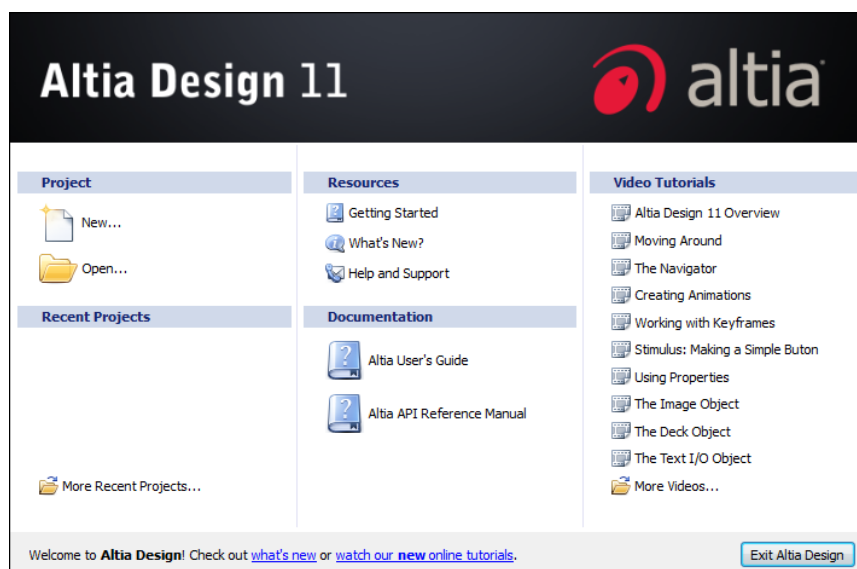 Altia Design 11
altia
Project
New...
Open...
Recent Projects
More Recent Projects...
Resources
Getting Started
What's New?
Help and Support
Documentation
Altia User's Guide
Altia API Reference Manual
Video Tutorials
Altia Design 11 Overview
Moving Around
The Navigator
Creating Animations
Working with Keyframes
Stimulus: Making a Simple Buton
Using Properties
The Image Object
The Deck Object
The Text I/O Object
More Videos...
Welcome to Altia Design! Check out what's new or watch our new online tutorials.
Exit Altia Design